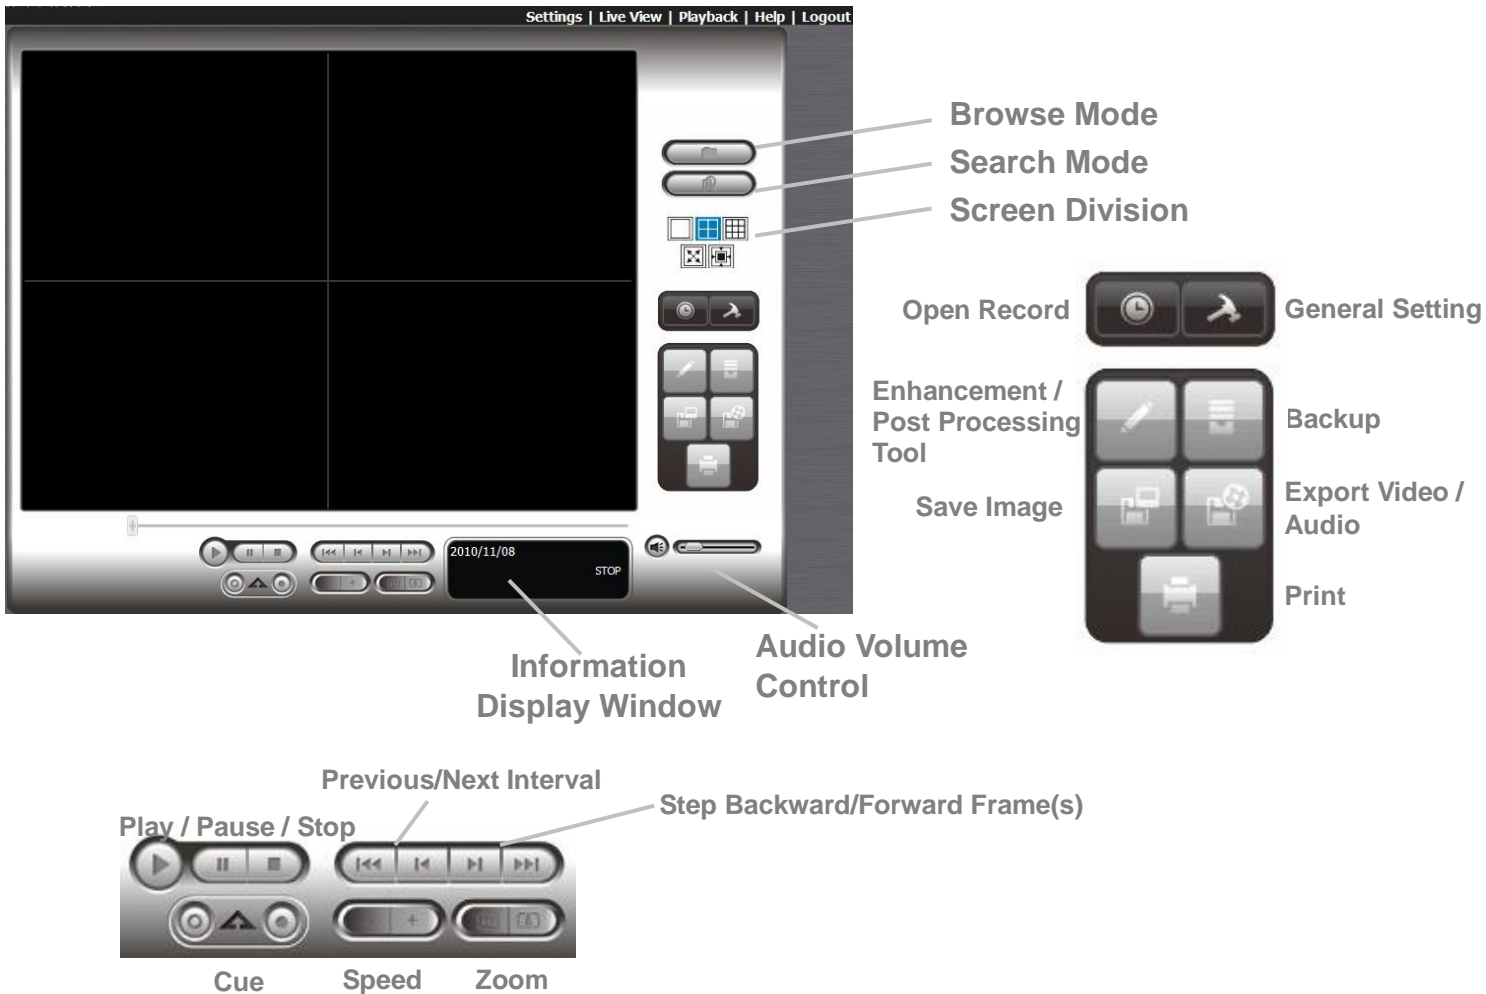 Settings | Live View | Playback | Help | Logout
Browse Mode
Search Mode
Screen Division
Open Record
General Setting
Enhancement /
Post Processing
Tool
Backup
Save Image
Export Video /
Audio
Print
2010/11/08
STOP
Information
Display Window
Audio Volume
Control
Previous/Next Interval
Step Backward/Forward Frame(s)
Play / Pause / Stop
Cue
Speed
Zoom